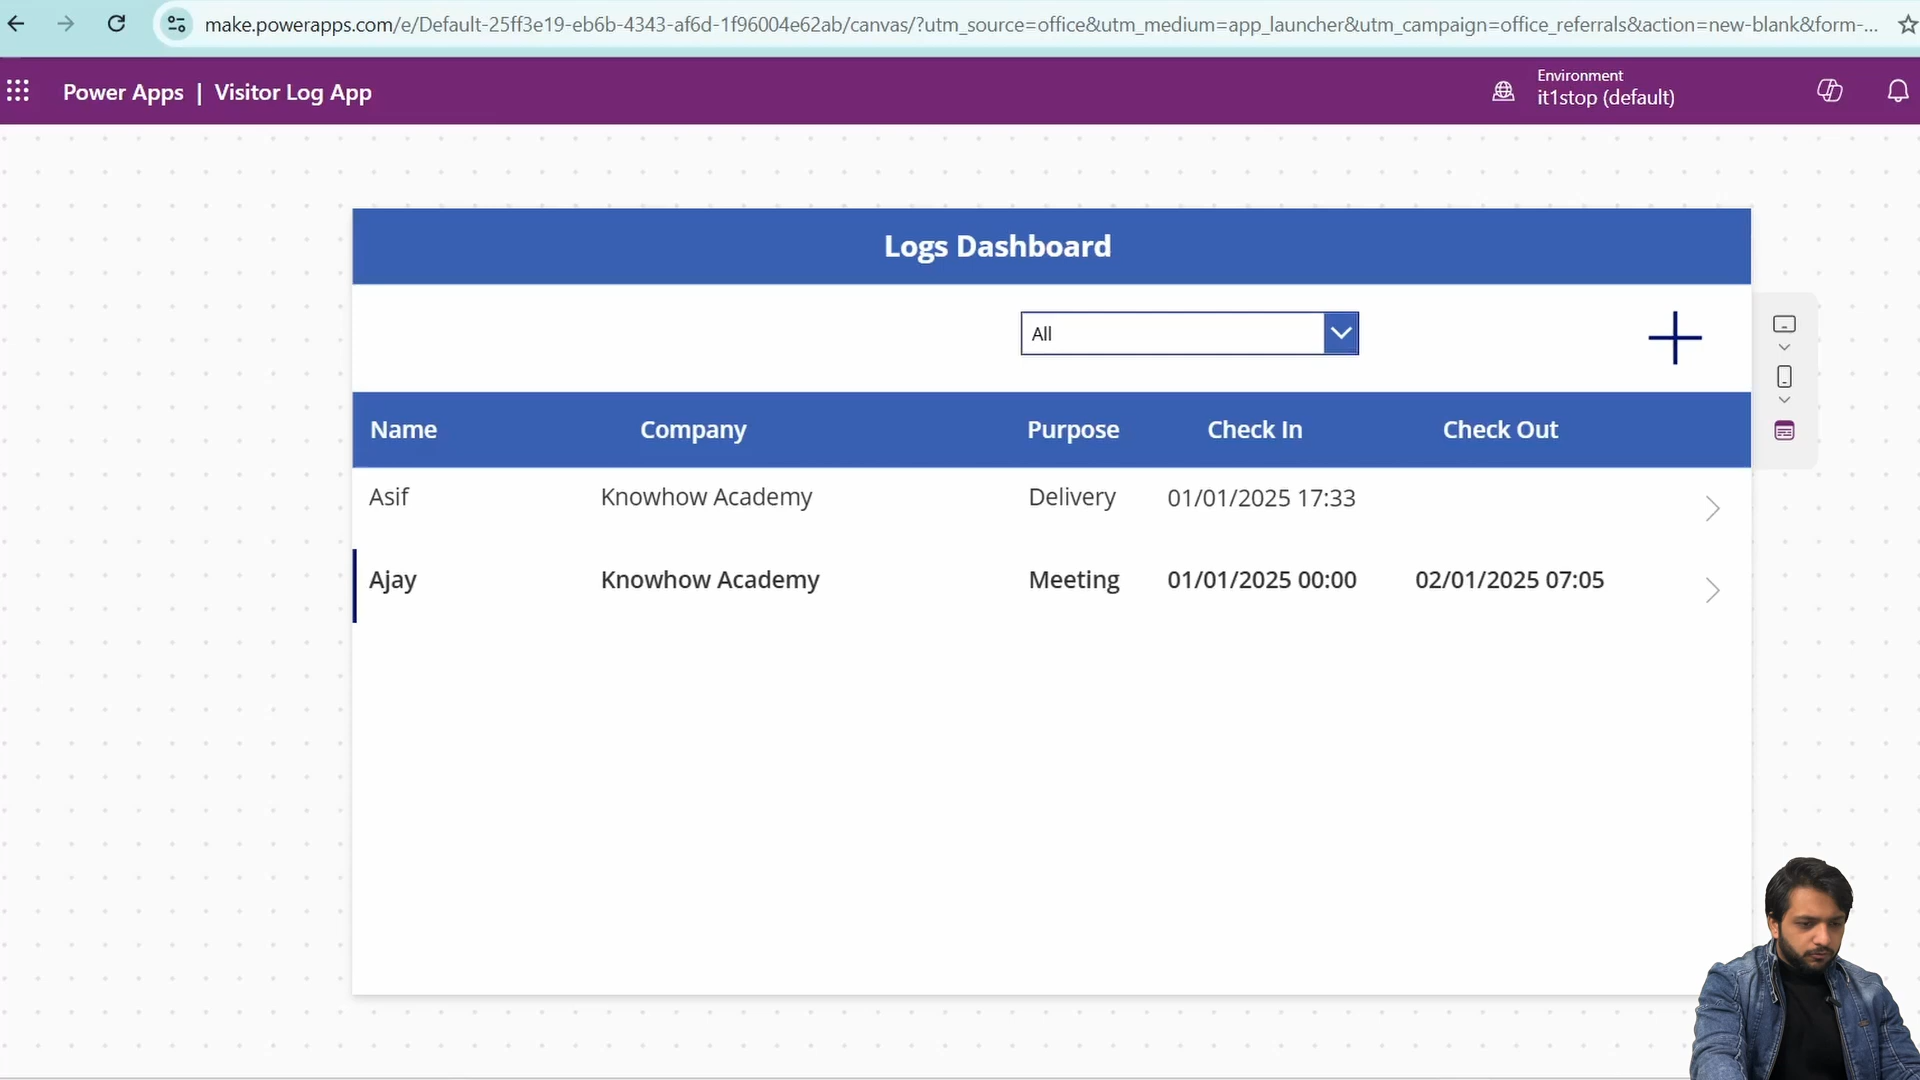 make.powerapps.com/e/Default-25ff3e19-eb6b-4343-af6d-1f96004e62ab/canvas/?utm_source=office&utm_medium=app_launcher&utm_campaign=office_referrals&action=new-blank&form-...
Power Apps | Visitor Log App
Environment
it1stop (default)
Logs Dashboard
All
Name Company Purpose Check In Check Out
Asif Knowhow Academy Delivery 01/01/2025 17:33
Ajay Knowhow Academy Meeting 01/01/2025 00:00 02/01/2025 07:05